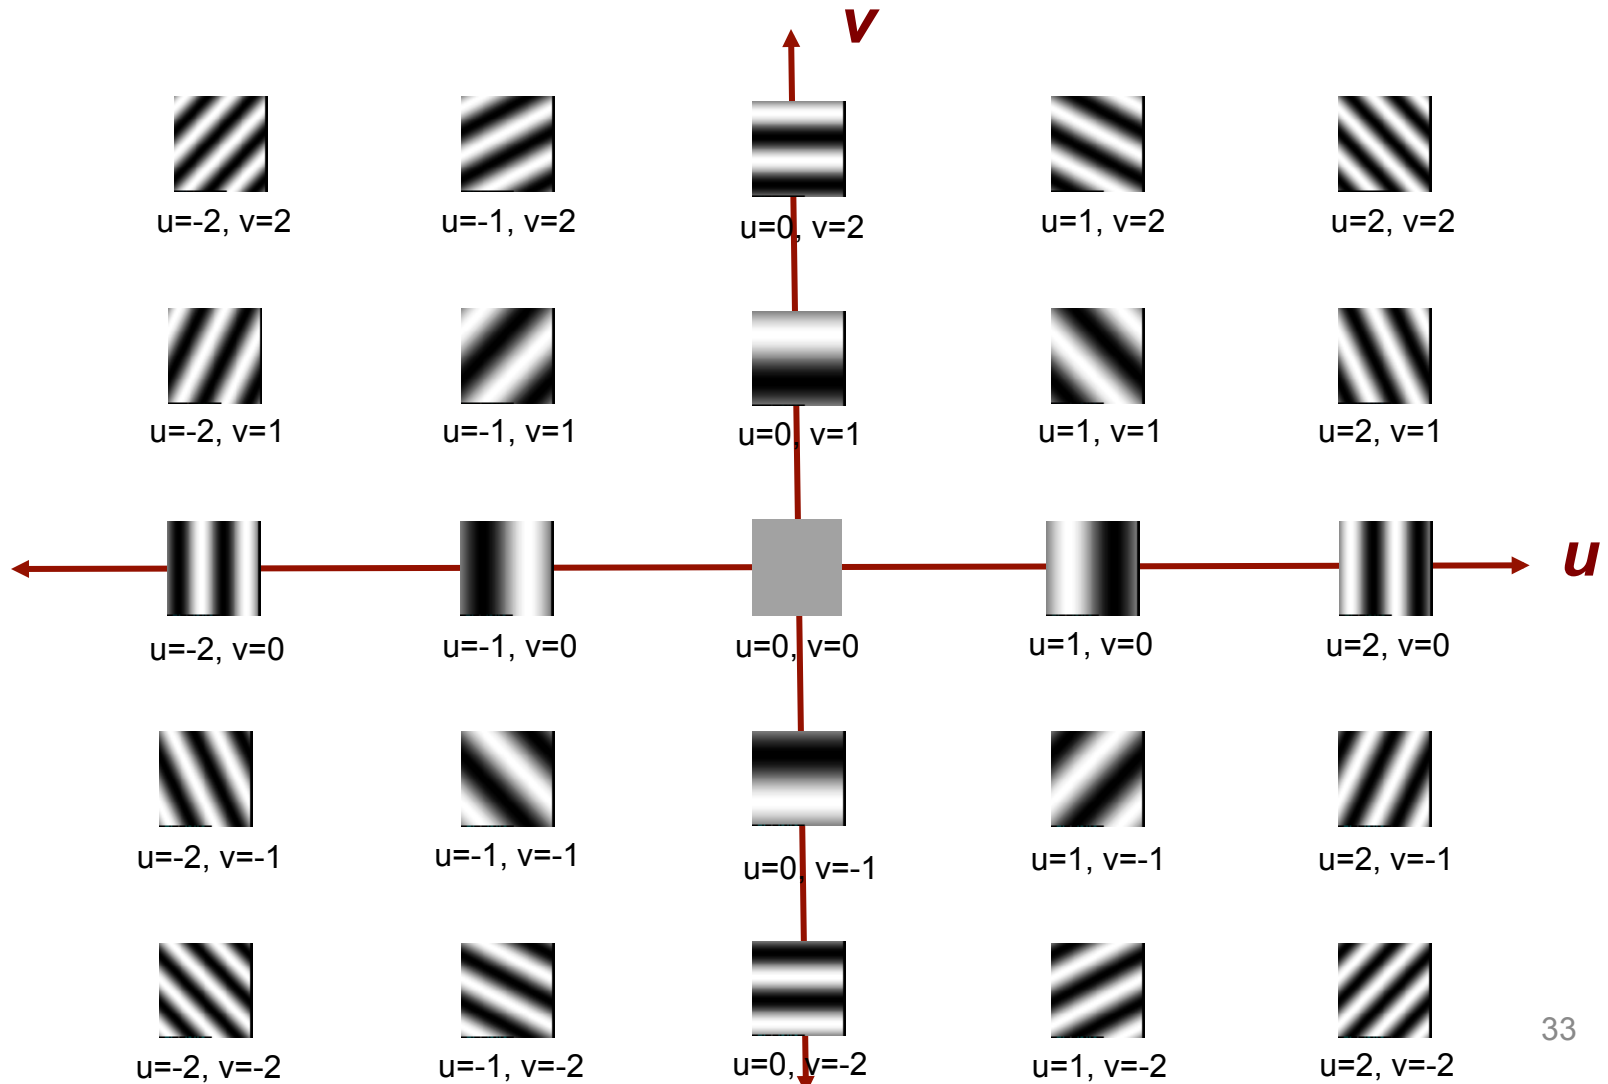 v
u=-2, v=2
u=-1, v=2
u=0, v=2
u=1, v=2
u=2, v=2
u=-2, v=1
u=-1, v=1
u=0, v=1
u=1, v=1
u=2, v=1
u
u=-2, v=0
u=-1, v=0
u=0, v=0
u=1, v=0
u=2, v=0
u=-2, v=-1
u=-1, v=-1
u=0, v=-1
u=1, v=-1
u=2, v=-1
33
u=-2, v=-2
u=-1, v=-2
u=0, v=-2
u=1, v=-2
u=2, v=-2